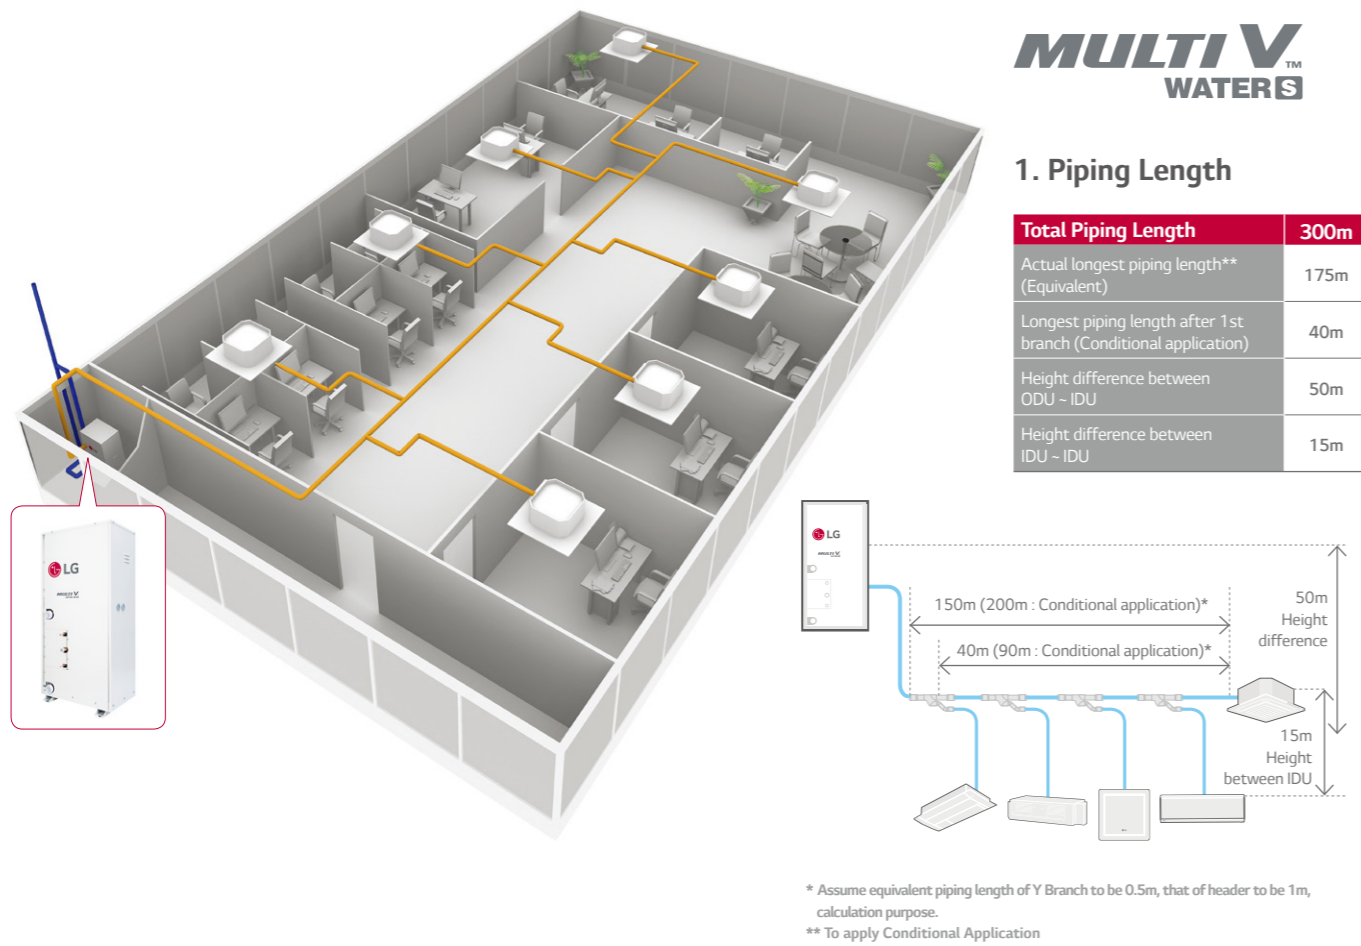 MULTI V™
WATER S
1. Piping Length
Total Piping Length 300m
Actual longest piping length**
(Equivalent) 175m
Longest piping length after 1st
branch (Conditional application) 40m
Height difference between
ODU ~ IDU 50m
Height difference between
IDU ~ IDU 15m
LG
MULTI V
LG
MULTI V
150m (200m : Conditional application)*
40m (90m : Conditional application)*
50m
Height
difference
15m
Height
between IDU
* Assume equivalent piping length of Y Branch to be 0.5m, that of header to be 1m,
calculation purpose.
** To apply Conditional Application